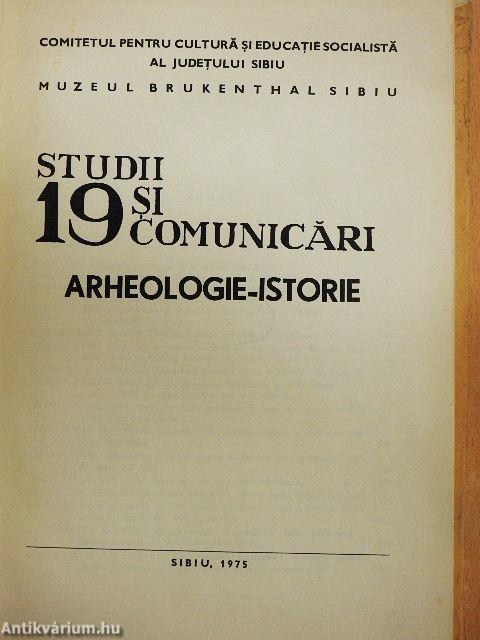 COMITETUL PENTRU CULTURĂ ȘI EDUCAȚIE SOCIALISTĂ
AL JUDEȚULUI SIBIU
MUZEUL BRUKENTHAL SIBIU
STUDII
19 ȘI
COMUNICĂRI
ARHEOLOGIE-ISTORIE
SIBIU, 1975
Antikvárium.hu